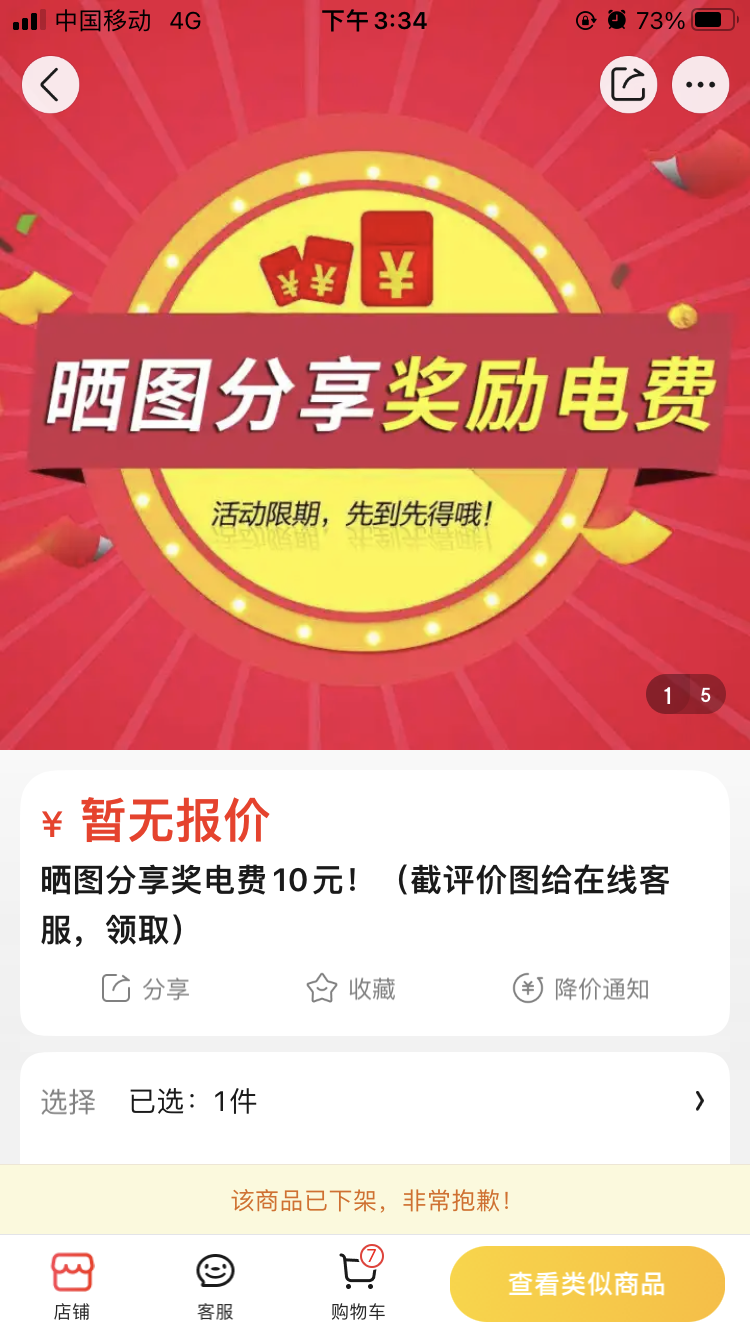 中国移动 4G 下午3:34 73%
¥ ¥ ¥
晒图分享奖励电费
活动限期，先到先得哦！
1 5
¥ 暂无报价
晒图分享奖电费10元！（截评价图给在线客
服，领取）
分享 收藏 降价通知
选择 已选：1件
该商品已下架，非常抱歉！
7
店铺 客服 购物车 查看类似商品